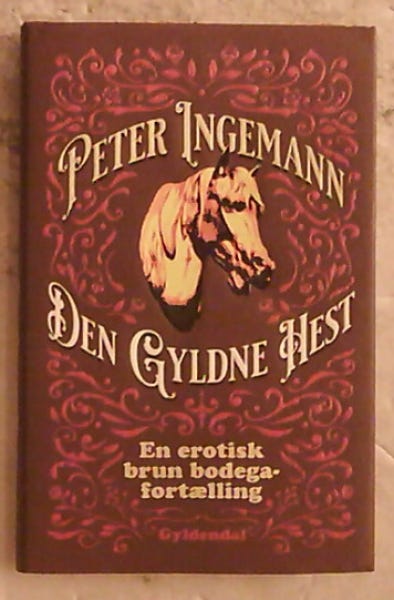 PETER INGEMANN
DEN GYLDNE HEST
En erotisk
brun bodega-
fortælling
Gyldendal